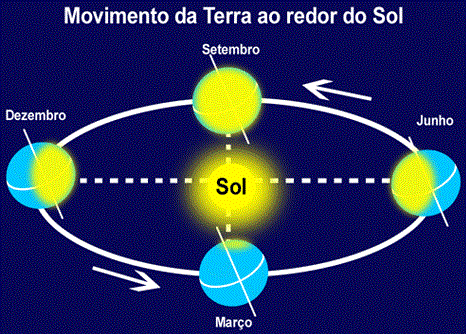 Movimento da Terra ao redor do Sol
Setembro
Dezembro
Junho
Sol
Março